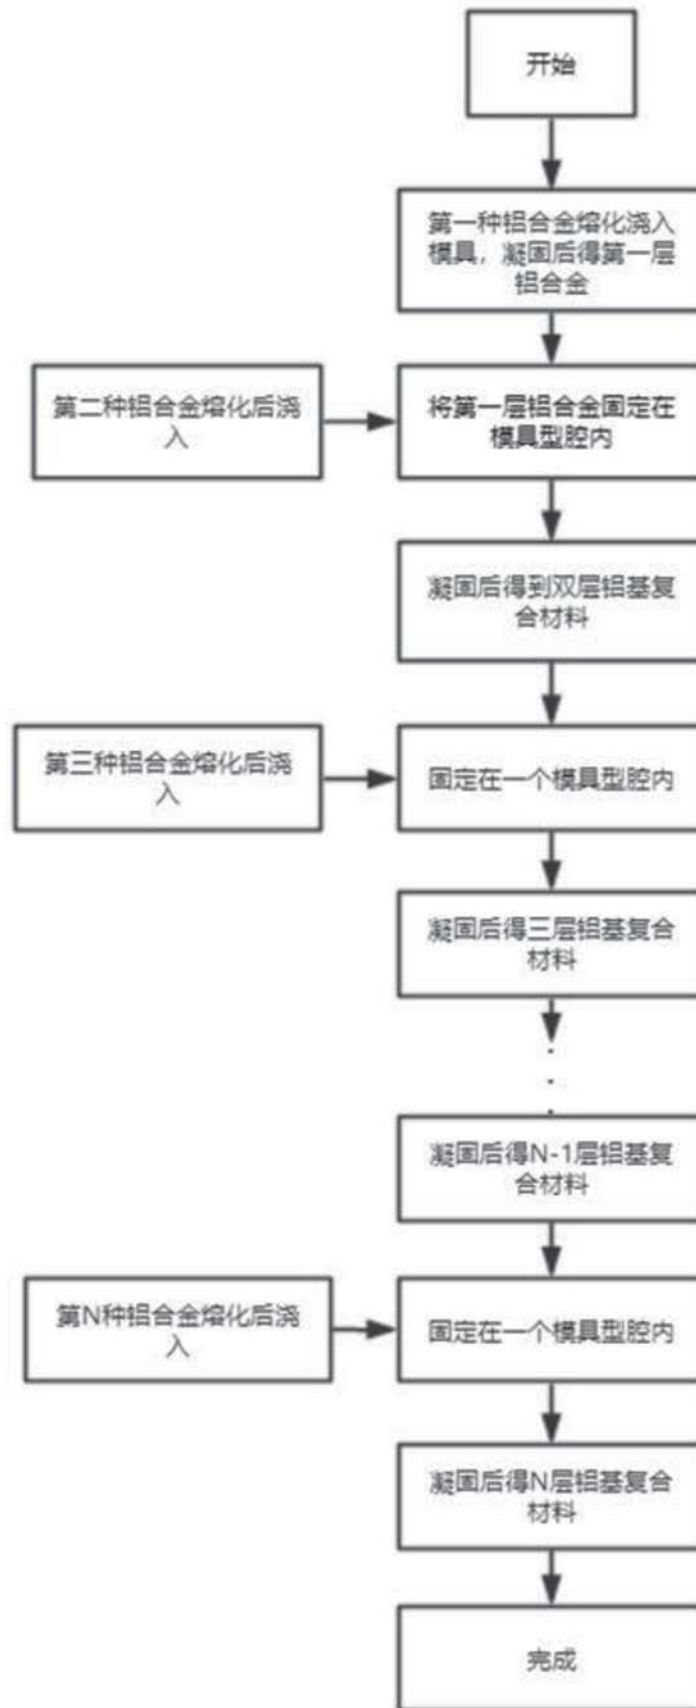 开始
第一种铝合金熔化浇入
模具，凝固后得第一层
铝合金
第二种铝合金熔化后浇
入
将第一层铝合金固定在
模具型腔内
凝固后得到双层铝基复
合材料
第三种铝合金熔化后浇
入
固定在一个模具型腔内
凝固后得三层铝基复合
材料
凝固后得N-1层铝基复
合材料
第N种铝合金熔化后浇
入
固定在一个模具型腔内
凝固后得N层铝基复合
材料
完成